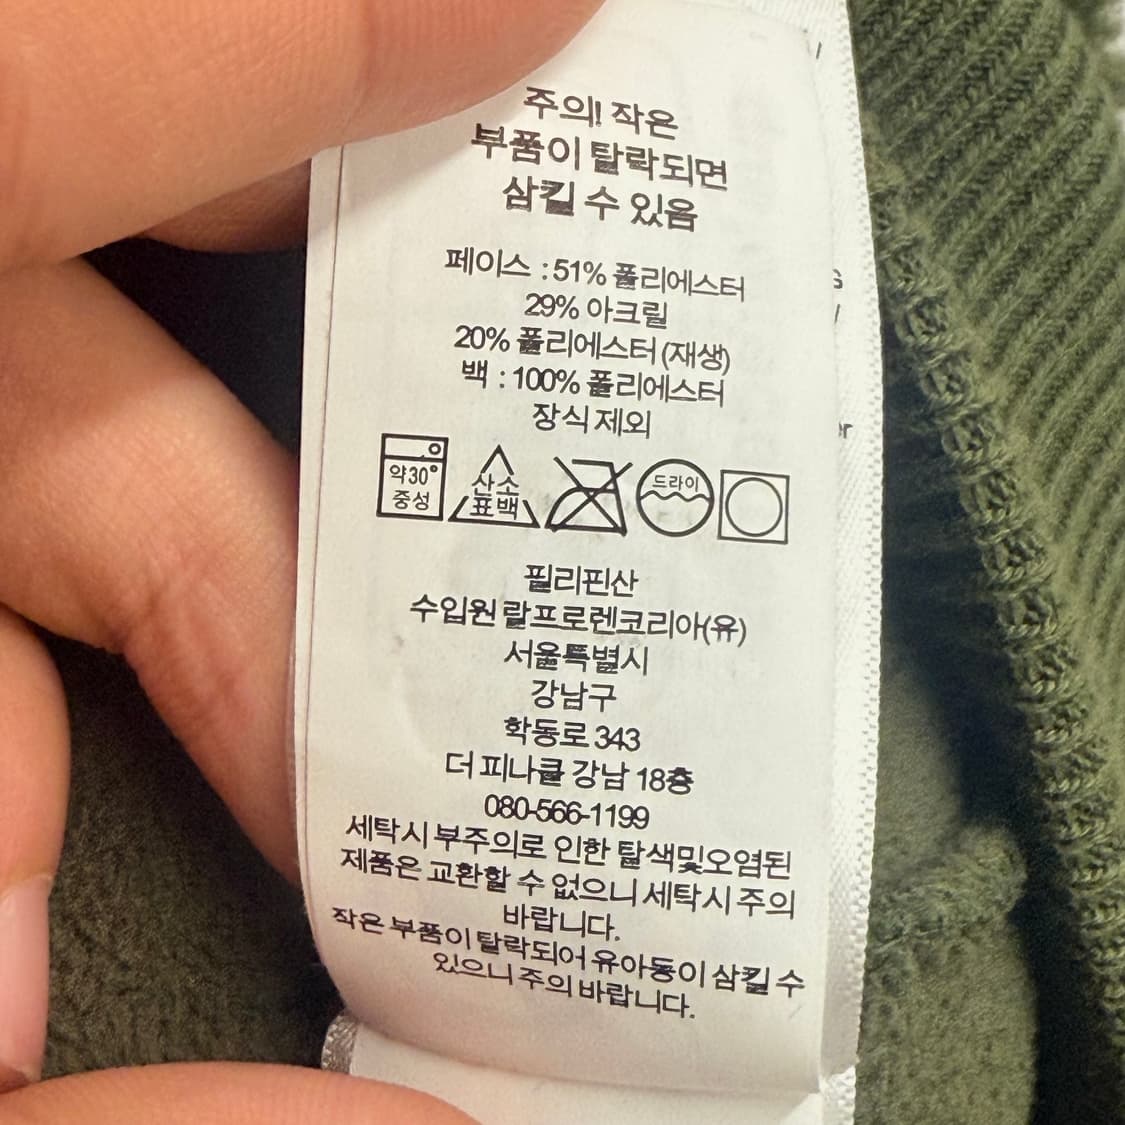 주의! 작은
부품이 탈락되면
삼킬 수 있음
페이스 : 51% 폴리에스터
29% 아크릴
20% 폴리에스터 (재생)
백 : 100% 폴리에스터
장식 제외
약30°
중성
산소
표백
드라이
필리핀산
수입원 랄프로렌코리아(유)
서울특별시
강남구
학동로 343
더 피나클 강남 18층
080-566-1199
세탁시 부주의로 인한 탈색및오염된
제품은 교환할 수 없으니 세탁시 주의
바랍니다.
작은 부품이 탈락되어 유아동이 삼킬 수
있으니 주의 바랍니다.